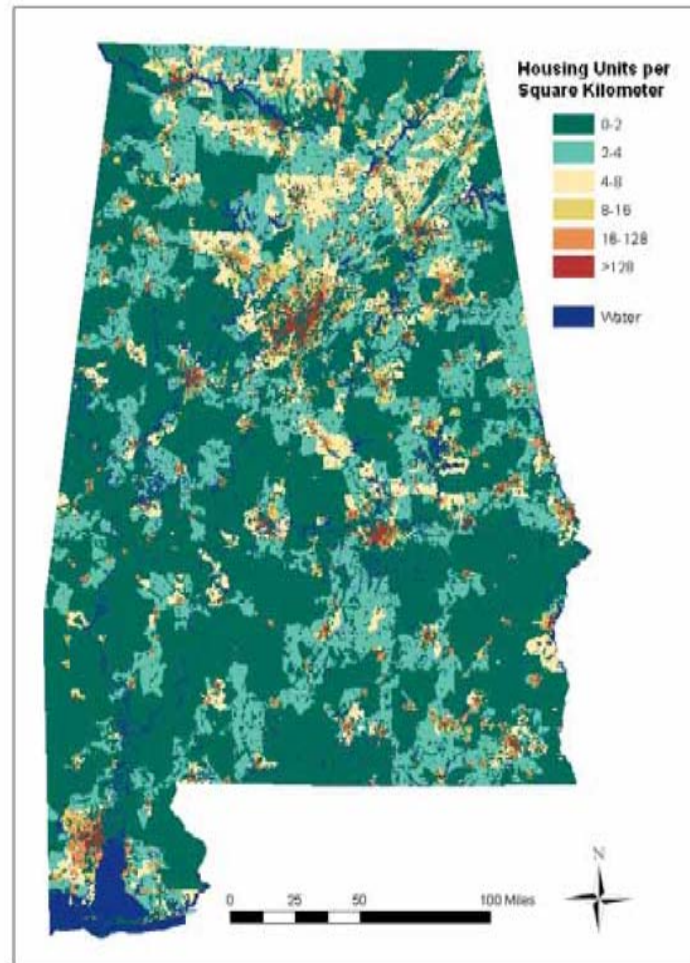 Housing Units per
Square Kilometer
0-2
2-4
4-8
8-16
16-128
>128
Water
N
0 25 50 100 Miles